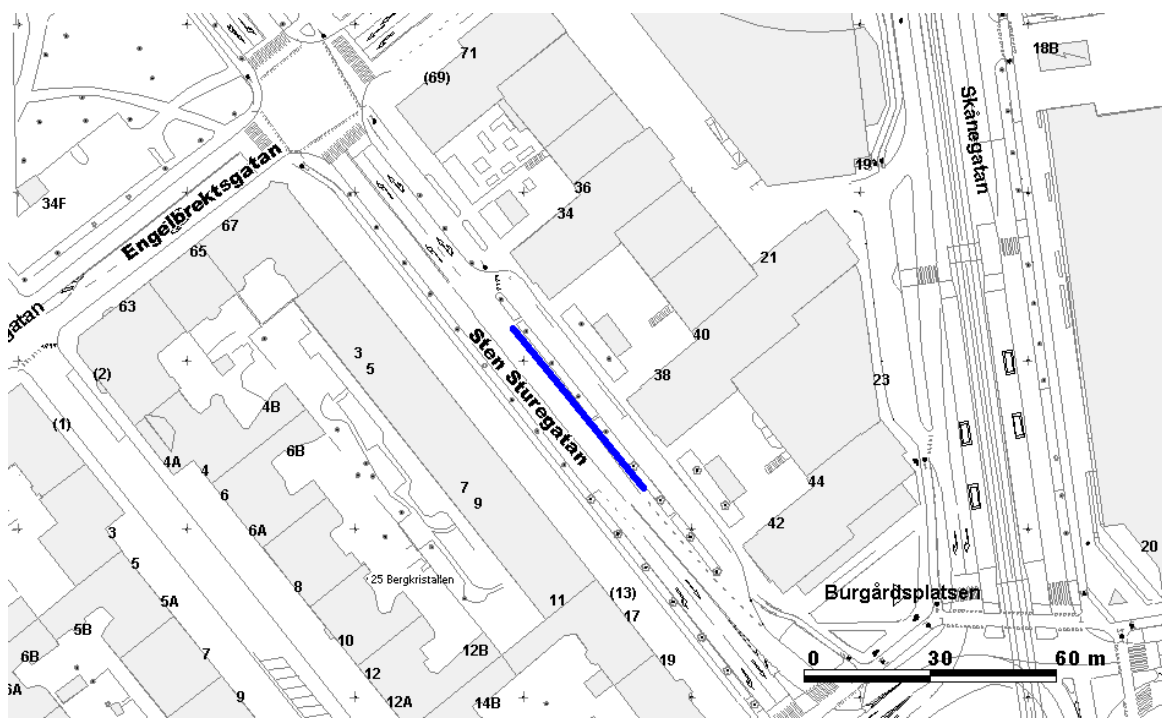 71
(69)
18B
Skånegatan
19
36
34
34F
Engelbrektsgatan
67
65
21
63
gatan
40
3
5
Sten Sturegatan
38
23
(2)
4B
(1)
6B
4A
4
44
6
7
9
42
3
6A
20
5
25 Bergkristallen
8
Burgårdsplatsen
(13)
5A
11
17
5B
10
12B
6B
7
19
0 30 60 m
12
6A
9
12A
14B